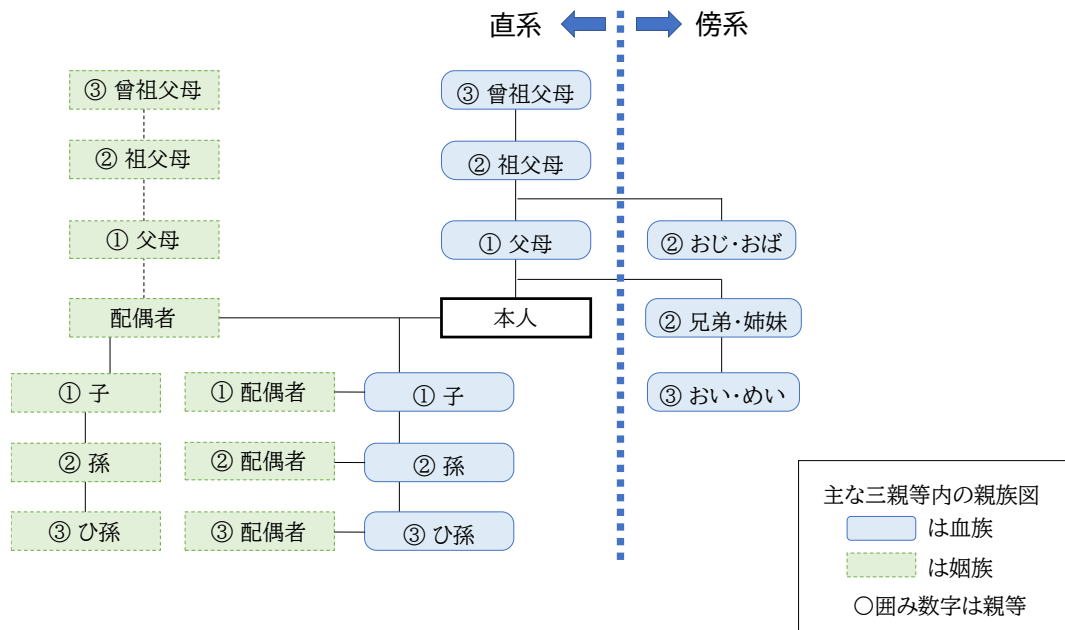 直系 傍系
③ 曾祖父母 ③ 曾祖父母
② 祖父母 ② 祖父母
① 父母 ① 父母 ② おじ・おば
配偶者 本人 ② 兄弟・姉妹
① 子 ① 配偶者 ① 子 ③ おい・めい
② 孫 ② 配偶者 ② 孫
③ ひ孫 ③ 配偶者 ③ ひ孫
主な三親等内の親族図
は血族
は姻族
○囲み数字は親等